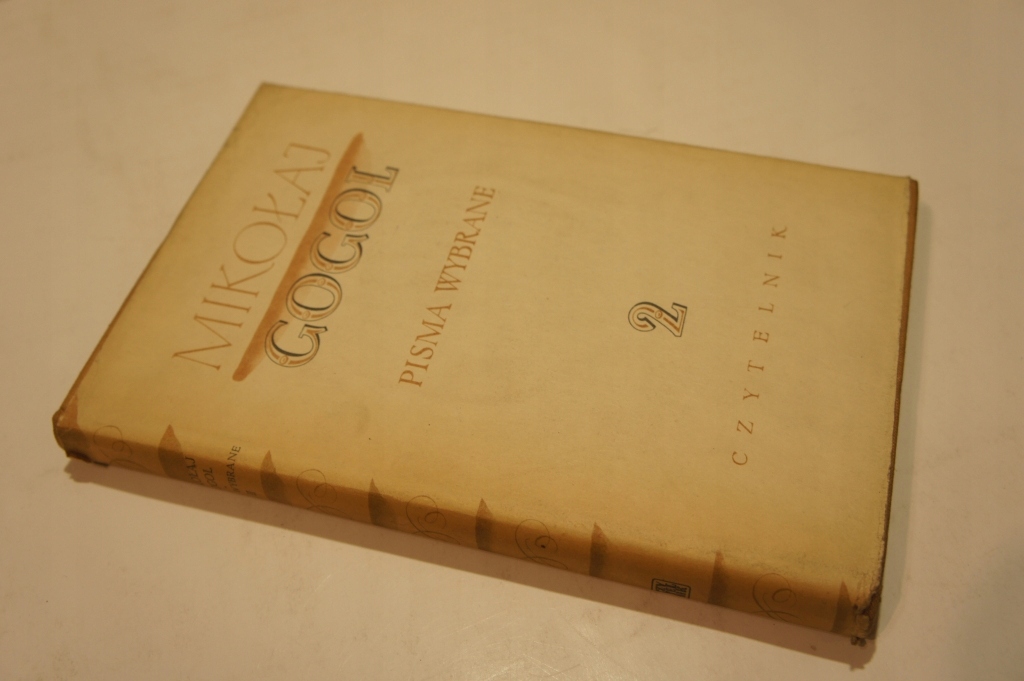 MIKOŁAJ
GOGOL
PISMA WYBRANE
2
CZYTELNIK